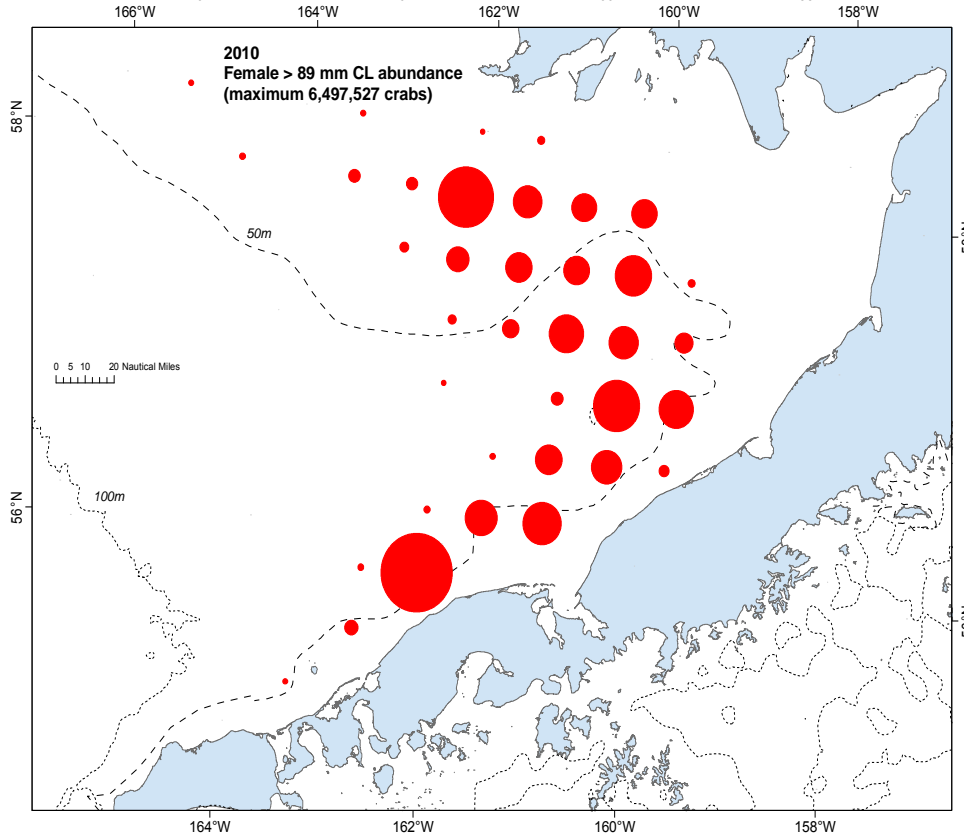 166°W 164°W 162°W 160°W 158°W
2010
Female > 89 mm CL abundance
(maximum 6,497,527 crabs)
58°N
50m
0 5 10 20 Nautical Miles
100m
56°N
164°W 162°W 160°W 158°W